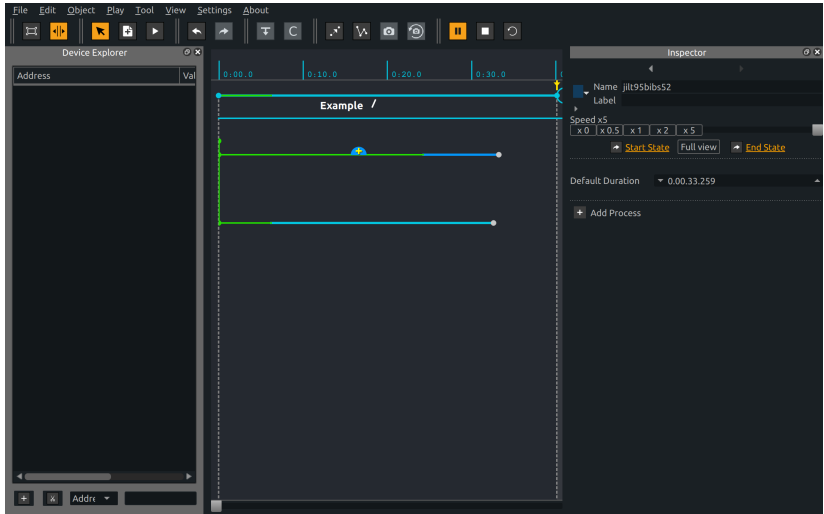 File Edit Object Play Tool View Settings About
C
Device Explorer
Address Val
Addre
0:00.0 0:10.0 0:20.0 0:30.0
Example /
Inspector
Name jilt95bibs52
Label
Speed x5
x 0 x 0.5 x 1 x 2 x 5
Start State Full view End State
Default Duration 0.00.33.259
Add Process